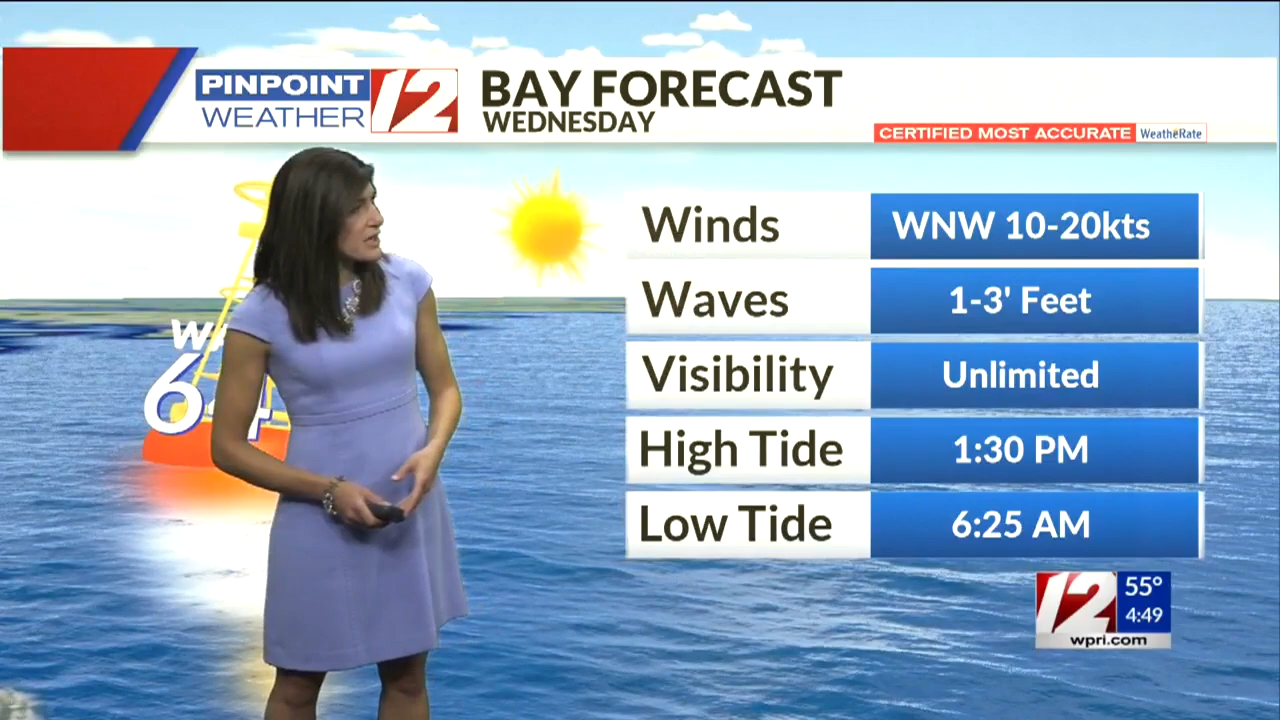 PINPOINT
WEATHER
12
BAY FORECAST
WEDNESDAY
CERTIFIED MOST ACCURATE WeatheRate
Winds WNW 10-20kts
Waves 1-3' Feet
Visibility Unlimited
64
High Tide 1:30 PM
Low Tide 6:25 AM
12 55°
4:49
wpri.com